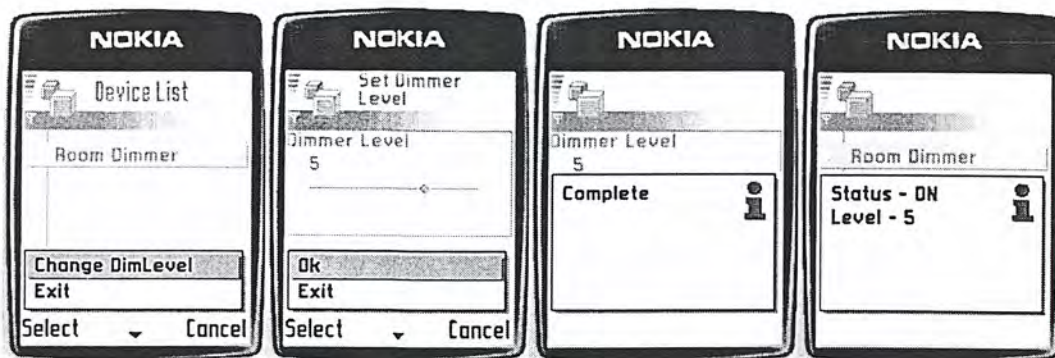 NOKIA
Device List
Room Dimmer
Change DimLevel
Exit
Select Cancel
NOKIA
Set Dimmer
Level
Dimmer Level
5
Ok
Exit
Select Cancel
NOKIA
Dimmer Level
5
Complete
NOKIA
Room Dimmer
Status - ON
Level - 5